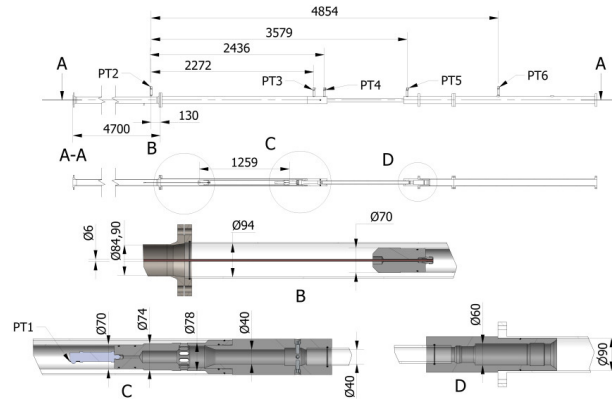 4854
3579
2436
2272
A
PT2
PT3
PT4
PT5
PT6
A
130
4700
A-A
B
C
D
1259
Ø6
Ø84,90
Ø94
Ø70
B
PT1
Ø70
Ø74
Ø78
Ø40
Ø40
C
Ø60
Ø90
D